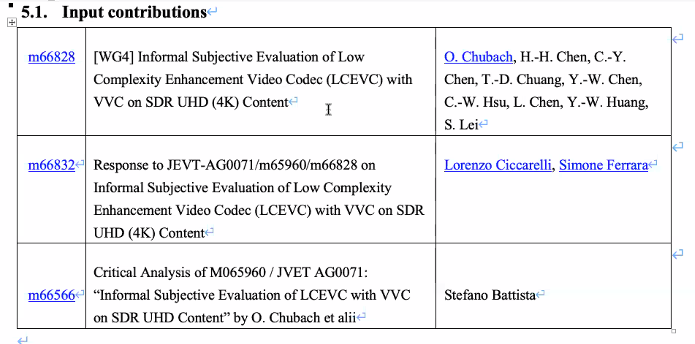 5.1. Input contributions
m66828
[WG4] Informal Subjective Evaluation of Low
Complexity Enhancement Video Codec (LCEVC) with
VVC on SDR UHD (4K) Content
O. Chubach, H.-H. Chen, C.-Y.
Chen, T.-D. Chuang, Y.-W. Chen,
C.-W. Hsu, L. Chen, Y.-W. Huang,
S. Lei
m66832
Response to JEVT-AG0071/m65960/m66828 on
Informal Subjective Evaluation of Low Complexity
Enhancement Video Codec (LCEVC) with VVC on SDR
UHD (4K) Content
Lorenzo Ciccarelli, Simone Ferrara
m66566
Critical Analysis of M065960 / JVET AG0071:
“Informal Subjective Evaluation of LCEVC with VVC
on SDR UHD Content” by O. Chubach et alii
Stefano Battista